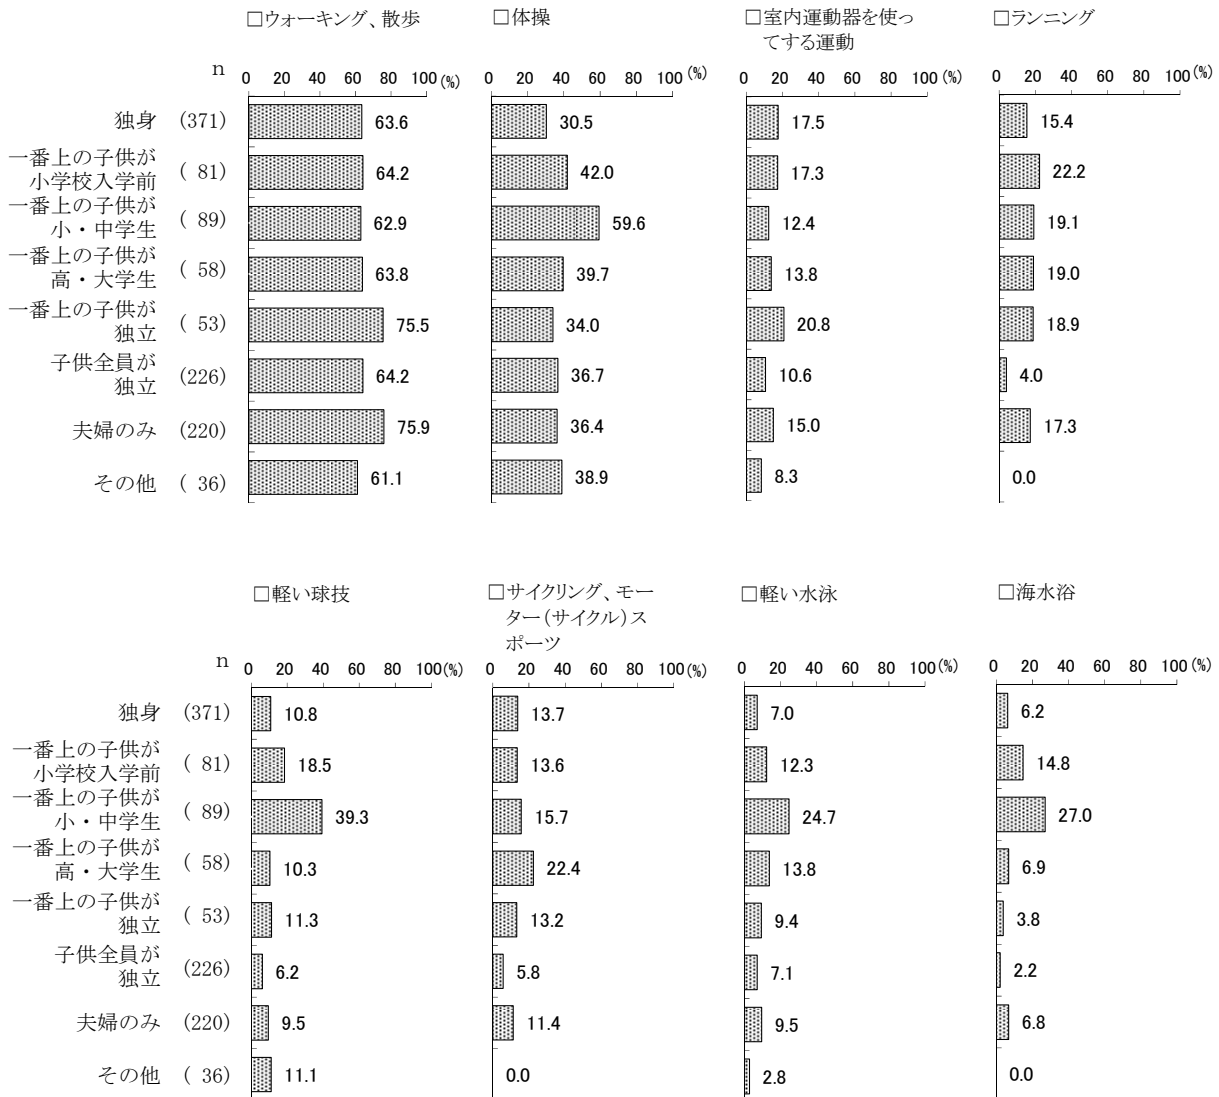 □ウォーキング、散歩 □体操 □室内運動器を使っ □ランニング
てする運動
n 0 20 40 60 80 100(%) 0 20 40 60 80 100(%) 0 20 40 60 80 100(%) 0 20 40 60 80 100(%)
独身 (371) 63.6 30.5 17.5 15.4
一番上の子供が
小学校入学前 ( 81) 64.2 42.0 17.3 22.2
一番上の子供が
小・中学生 ( 89) 62.9 59.6 12.4 19.1
一番上の子供が
高・大学生 ( 58) 63.8 39.7 13.8 19.0
一番上の子供が
独立 ( 53) 75.5 34.0 20.8 18.9
子供全員が
独立 (226) 64.2 36.7 10.6 4.0
夫婦のみ (220) 75.9 36.4 15.0 17.3
その他 ( 36) 61.1 38.9 8.3 0.0
□軽い球技 □サイクリング、モー □軽い水泳 □海水浴
ター(サイクル)ス
ポーツ
n 0 20 40 60 80 100(%) 0 20 40 60 80 100(%) 0 20 40 60 80 100(%) 0 20 40 60 80 100(%)
独身 (371) 10.8 13.7 7.0 6.2
一番上の子供が
小学校入学前 ( 81) 18.5 13.6 12.3 14.8
一番上の子供が
小・中学生 ( 89) 39.3 15.7 24.7 27.0
一番上の子供が
高・大学生 ( 58) 10.3 22.4 13.8 6.9
一番上の子供が
独立 ( 53) 11.3 13.2 9.4 3.8
子供全員が
独立 (226) 6.2 5.8 7.1 2.2
夫婦のみ (220) 9.5 11.4 9.5 6.8
その他 ( 36) 11.1 0.0 2.8 0.0